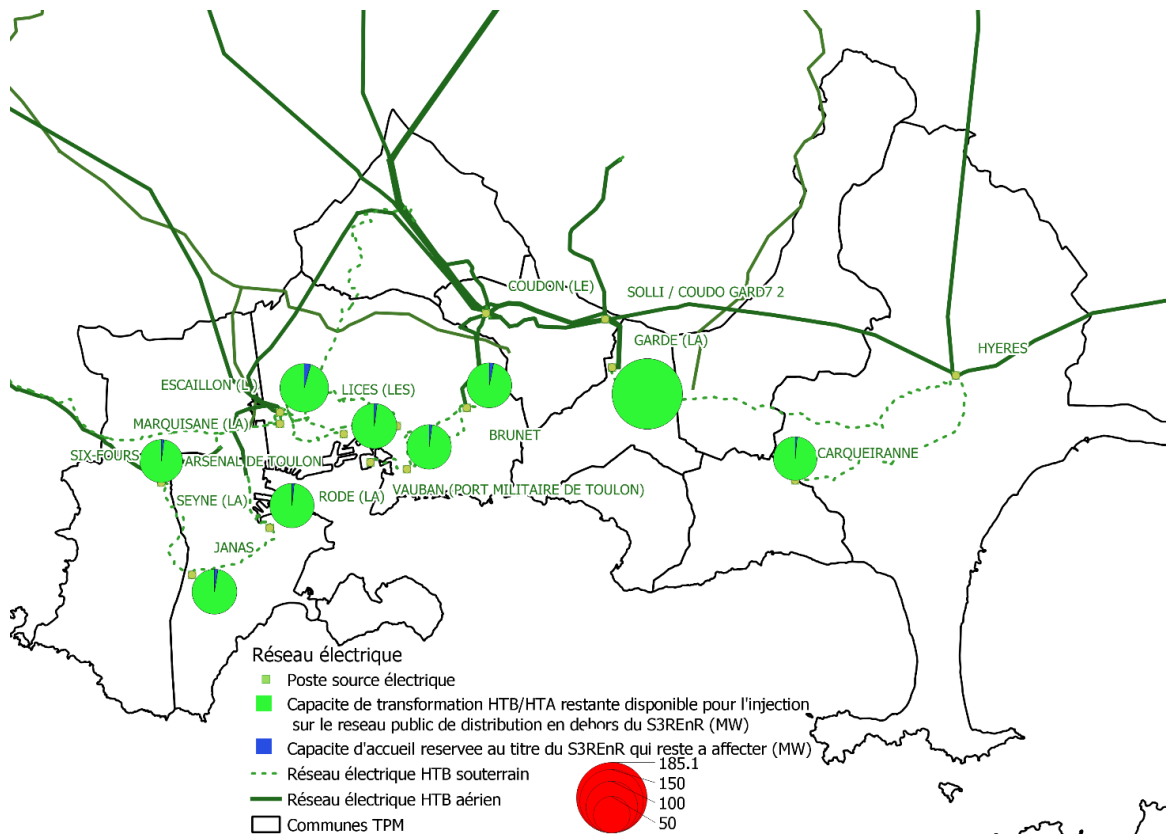 COUDON (LE)
SOLLI / COUDO GARD7 2
GARDE (LA)
HYERES
ESCAILLON (L')
LICES (LES)
MARQUISANE (LA)
BRUNET
SIX-FOURS
ARSENAL DE TOULON
CARQUEIRANNE
SEYNE (LA)
RODE (LA)
VAUBAN (PORT MILITAIRE DE TOULON)
JANAS
Réseau électrique
Poste source électrique
Capacite de transformation HTB/HTA restante disponible pour l'injection
sur le reseau public de distribution en dehors du S3REnR (MW)
Capacite d'accueil reservee au titre du S3REnR qui reste a affecter (MW)
Réseau électrique HTB souterrain
Réseau électrique HTB aérien
Communes TPM
185.1
150
100
50